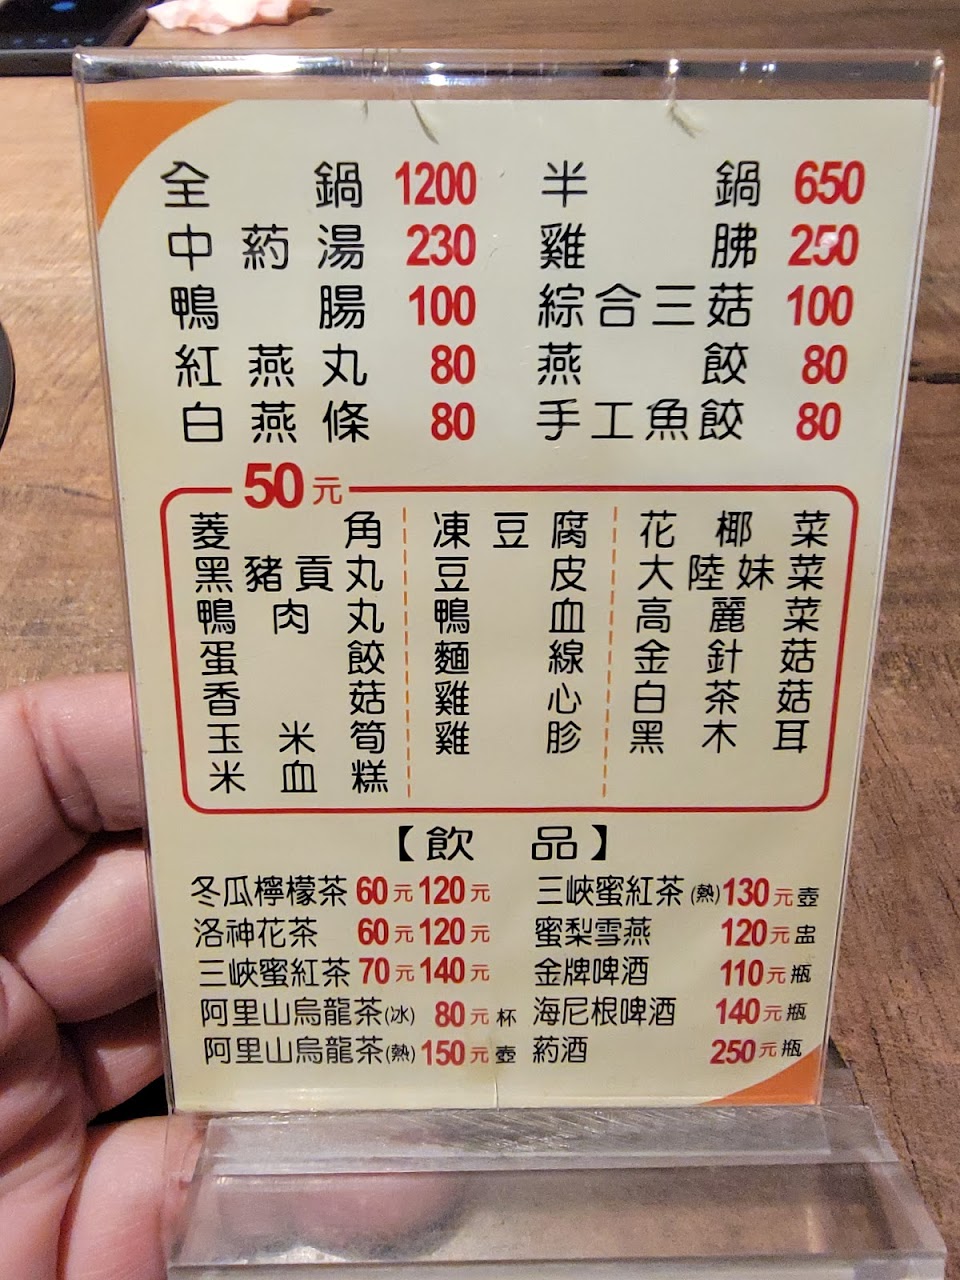 全鍋 1200 半鍋 650
中葯湯 230 雞胇 250
鴨腸 100 綜合三菇 100
紅燕丸 80 燕餃 80
白燕條 80 手工魚餃 80
50元
菱角 凍豆腐 花椰菜
黑豬貢丸 豆皮 大陸妹菜
鴨肉丸 鴨血 高麗菜
蛋餃 麵線 金針菇
香菇 雞心 白茶菇
玉米筍 雞胗 黑木耳
米血糕
【飲品】
冬瓜檸檬茶 60元 120元 三峽蜜紅茶(熱) 130元壺
洛神花茶 60元 120元 蜜梨雪燕 120元盅
三峽蜜紅茶 70元 140元 金牌啤酒 110元瓶
阿里山烏龍茶(冰) 80元杯 海尼根啤酒 140元瓶
阿里山烏龍茶(熱) 150元壺 葯酒 250元瓶